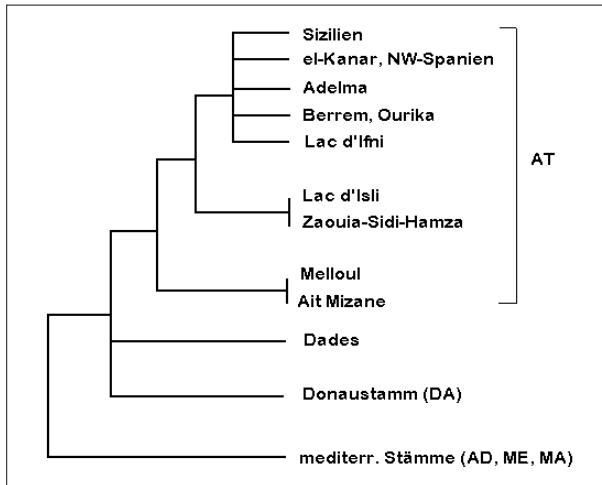 Sizilien
el-Kanar, NW-Spanien
Adelma
Berrem, Ourika
Lac d'Ifni
AT
Lac d'Isli
Zaouia-Sidi-Hamza
Melloul
Ait Mizane
Dades
Donaustamm (DA)
mediterr. Stämme (AD, ME, MA)